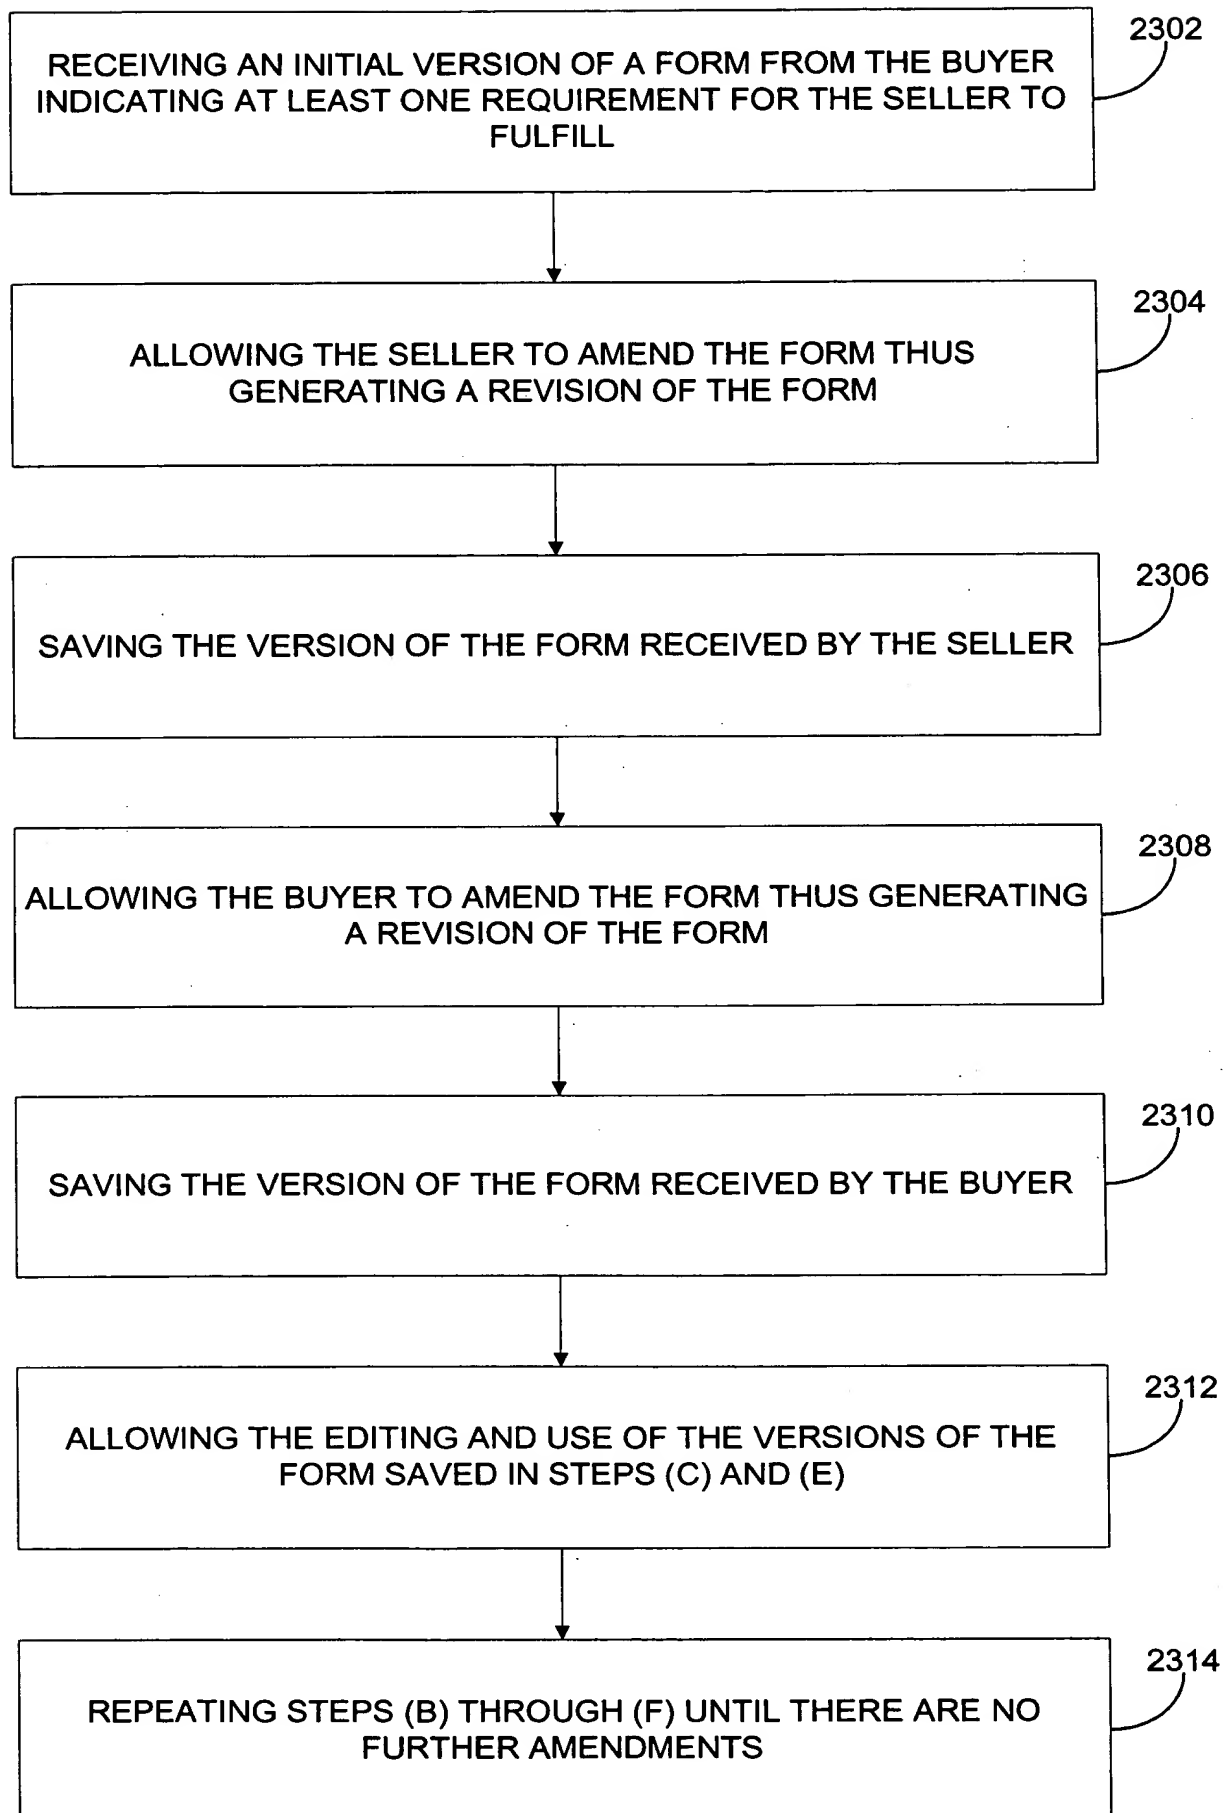 2302
RECEIVING AN INITIAL VERSION OF A FORM FROM THE BUYER
INDICATING AT LEAST ONE REQUIREMENT FOR THE SELLER TO
FULFILL
2304
ALLOWING THE SELLER TO AMEND THE FORM THUS
GENERATING A REVISION OF THE FORM
2306
SAVING THE VERSION OF THE FORM RECEIVED BY THE SELLER
2308
ALLOWING THE BUYER TO AMEND THE FORM THUS GENERATING
A REVISION OF THE FORM
2310
SAVING THE VERSION OF THE FORM RECEIVED BY THE BUYER
2312
ALLOWING THE EDITING AND USE OF THE VERSIONS OF THE
FORM SAVED IN STEPS (C) AND (E)
2314
REPEATING STEPS (B) THROUGH (F) UNTIL THERE ARE NO
FURTHER AMENDMENTS